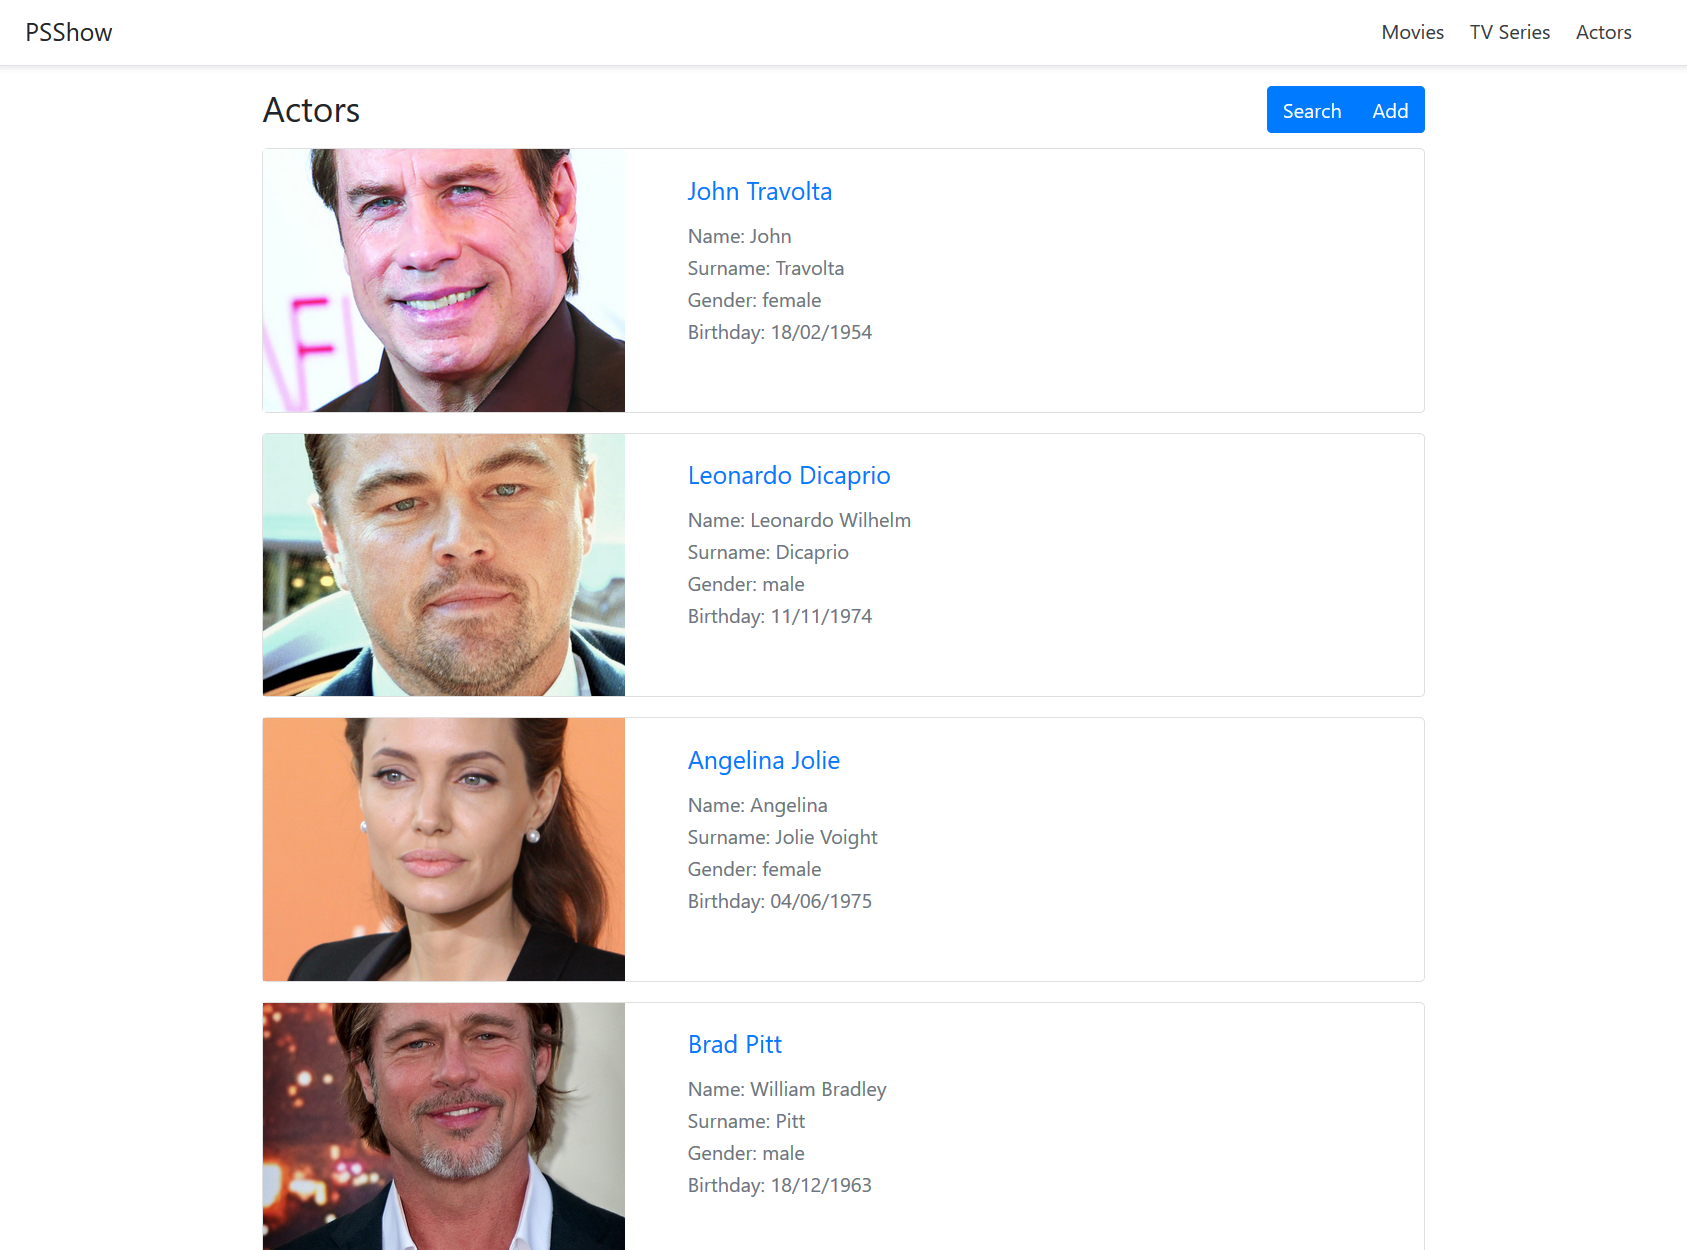 PSShow
Movies TV Series Actors
Actors
Search Add
John Travolta
Name: John
Surname: Travolta
Gender: female
Birthday: 18/02/1954
AFI
Leonardo Dicaprio
Name: Leonardo Wilhelm
Surname: Dicaprio
Gender: male
Birthday: 11/11/1974
Angelina Jolie
Name: Angelina
Surname: Jolie Voight
Gender: female
Birthday: 04/06/1975
Brad Pitt
Name: William Bradley
Surname: Pitt
Gender: male
Birthday: 18/12/1963